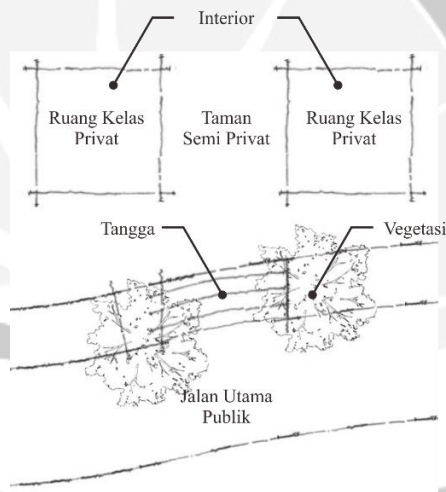 Interior
Ruang Kelas
Privat
Taman
Semi Privat
Ruang Kelas
Privat
Tangga
Vegetasi
Jalan Utama
Publik